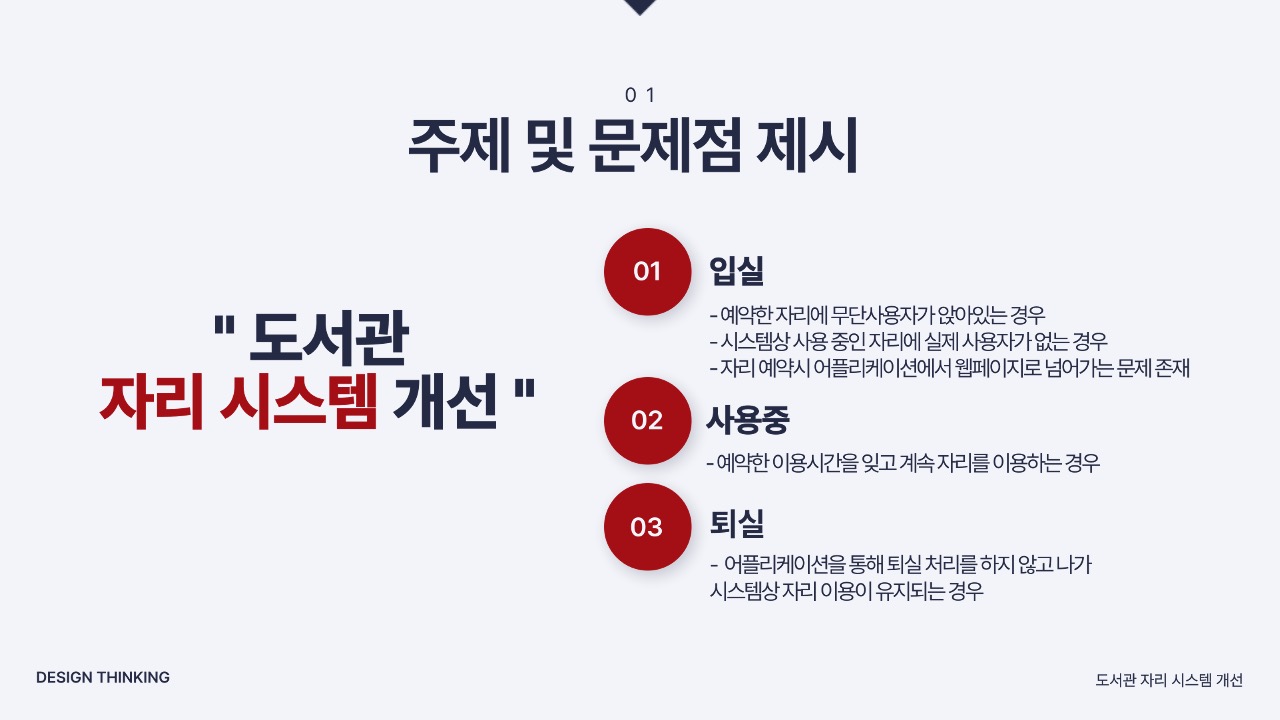 01
주제 및 문제점 제시
" 도서관
자리 시스템 개선 "
01
입실
- 예약한 자리에 무단사용자가 앉아있는 경우
- 시스템상 사용 중인 자리에 실제 사용자가 없는 경우
- 자리 예약시 어플리케이션에서 웹페이지로 넘어가는 문제 존재
02
사용중
- 예약한 이용시간을 잊고 계속 자리를 이용하는 경우
03
퇴실
- 어플리케이션을 통해 퇴실 처리를 하지 않고 나가
시스템상 자리 이용이 유지되는 경우
DESIGN THINKING
도서관 자리 시스템 개선